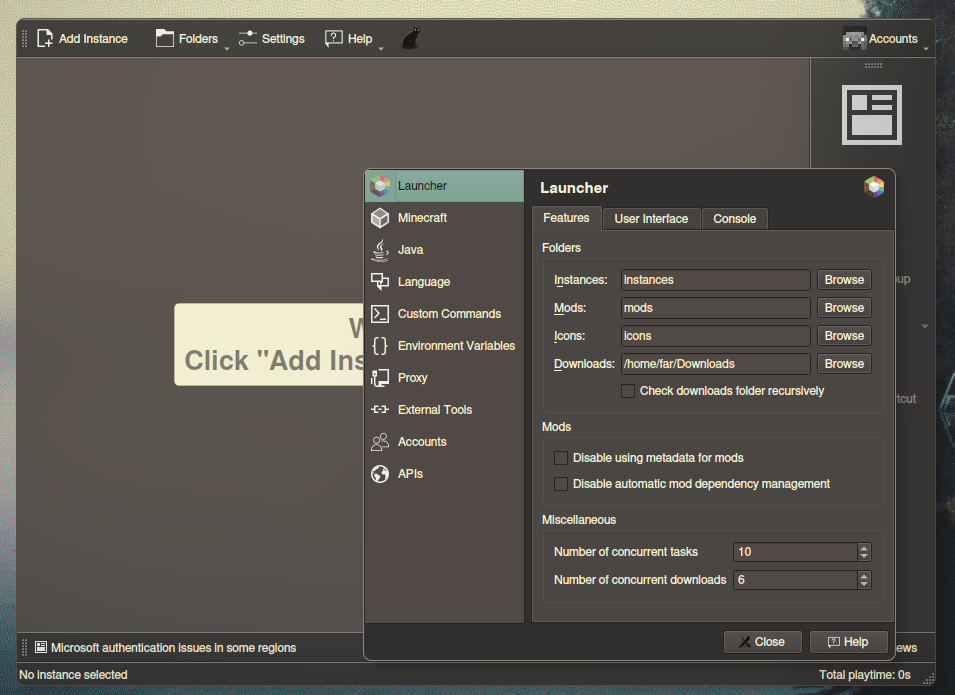 Add Instance
Folders
Settings
Help
Accounts
Click "Add Ins
Launcher
Minecraft
Java
Language
Custom Commands
Environment Variables
Proxy
External Tools
Accounts
APIs
Launcher
Features
User Interface
Console
Folders
Instances: instances Browse
Mods: mods Browse
Icons: icons Browse
Downloads: /home/far/Downloads Browse
Check downloads folder recursively
Mods
Disable using metadata for mods
Disable automatic mod dependency management
Miscellaneous
Number of concurrent tasks 10
Number of concurrent downloads 6
Close
Help
Microsoft authentication issues in some regions
No instance selected
Total playtime: 0s